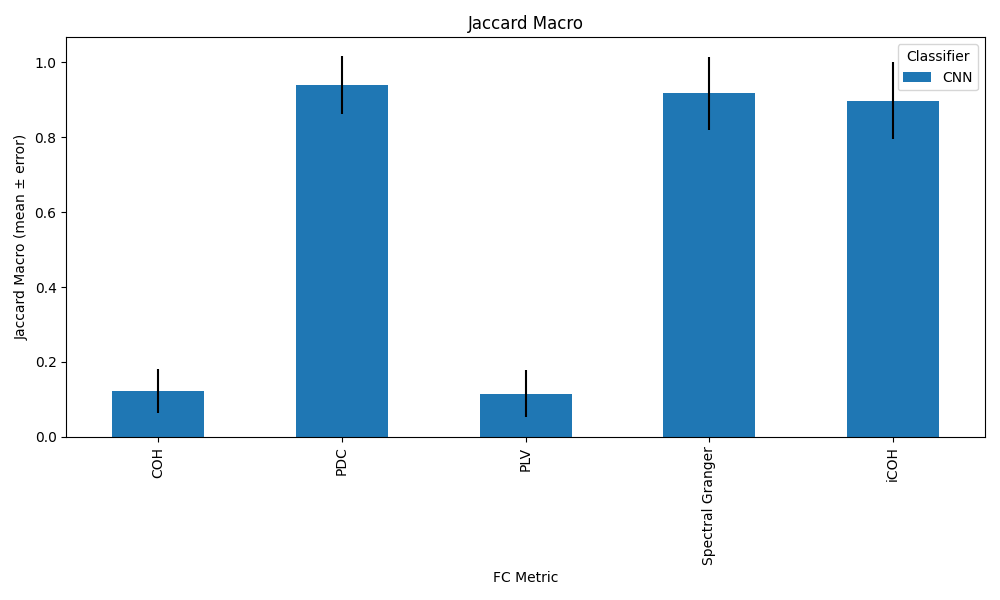 Jaccard Macro
Classifier
CNN
Jaccard Macro (mean ± error)
1.0
0.8
0.6
0.4
0.2
0.0
COH
PDC
PLV
Spectral Granger
iCOH
FC Metric